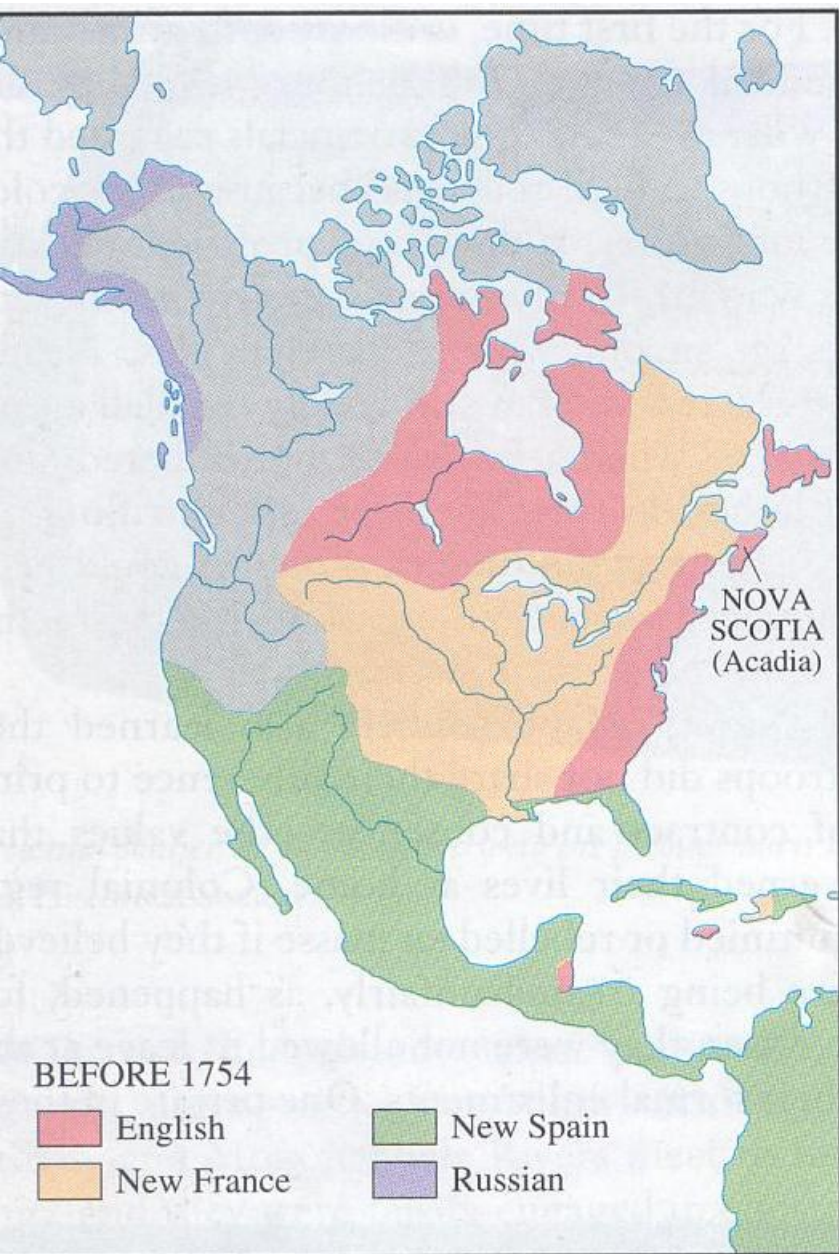 NOVA
SCOTIA
(Acadia)
BEFORE 1754
English
New France
New Spain
Russian